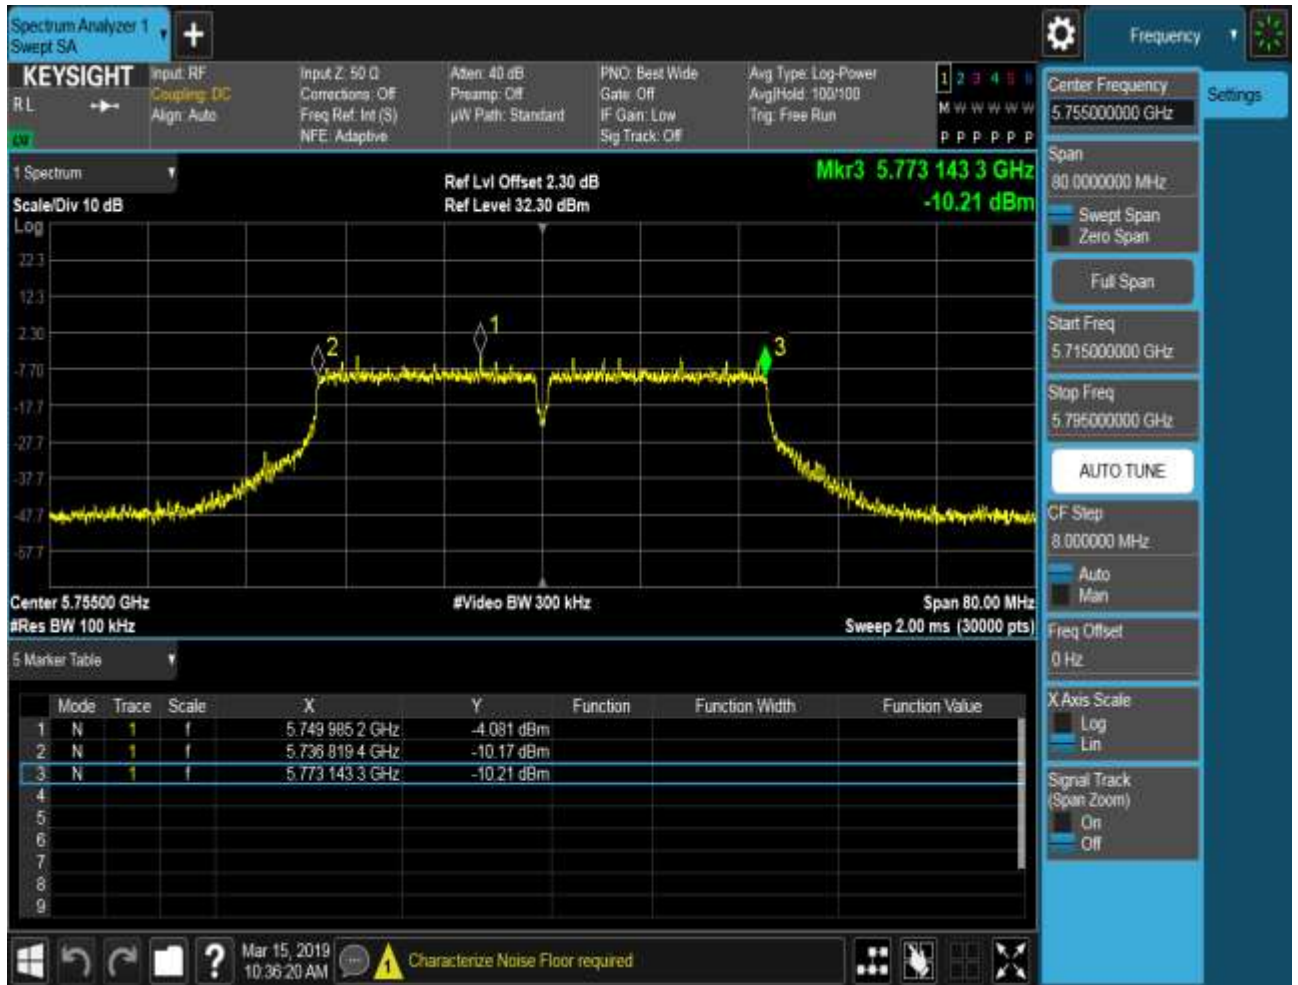 Spectrum Analyzer 1
Swept SA
+
Frequency
KEYSIGHT
RL
Input: RF
Coupling: DC
Align: Auto
Input Z: 50 Ω
Corrections: Off
Freq Ref: Int (S)
NFE: Adaptive
Atten: 40 dB
Preamp: Off
µW Path: Standard
PNO: Best Wide
Gate: Off
IF Gain: Low
Sig Track: Off
Avg Type: Log-Power
Avg|Hold: 100/100
Trig: Free Run
1 2 3 4 5 6
M W W W W W
P P P P P P
1 Spectrum
Scale/Div 10 dB
Ref Lvl Offset 2.30 dB
Ref Level 32.30 dBm
Mkr3 5.773 143 3 GHz
-10.21 dBm
Log
22.3
12.3
2.30
-7.70
-17.7
-27.7
-37.7
-47.7
-57.7
1
2
3
Center 5.75500 GHz
#Video BW 300 kHz
Span 80.00 MHz
#Res BW 100 kHz
Sweep 2.00 ms (30000 pts)
5 Marker Table
Mode Trace Scale X Y Function Function Width Function Value
1 N 1 f 5.749 985 2 GHz -4.081 dBm
2 N 1 f 5.736 819 4 GHz -10.17 dBm
3 N 1 f 5.773 143 3 GHz -10.21 dBm
4
5
6
7
8
9
?
Mar 15, 2019
10:36:20 AM
1
Characterize Noise Floor required
Center Frequency
5.755000000 GHz
Settings
Span
80.0000000 MHz
Swept Span
Zero Span
Full Span
Start Freq
5.715000000 GHz
Stop Freq
5.795000000 GHz
AUTO TUNE
CF Step
8.000000 MHz
Auto
Man
Freq Offset
0 Hz
X Axis Scale
Log
Lin
Signal Track
(Span Zoom)
On
Off